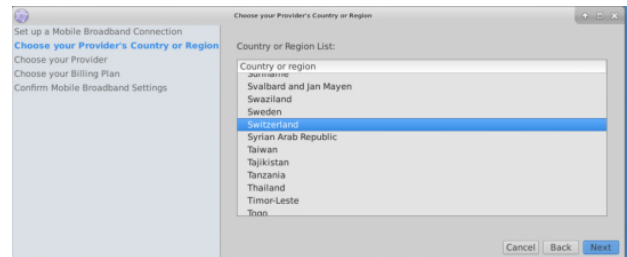 Choose your Provider's Country or Region
Set up a Mobile Broadband Connection
Choose your Provider's Country or Region
Choose your Provider
Choose your Billing Plan
Confirm Mobile Broadband Settings
Country or Region List:
Country or region
Suriname
Svalbard and Jan Mayen
Swaziland
Sweden
Switzerland
Syrian Arab Republic
Taiwan
Tajikistan
Tanzania
Thailand
Timor-Leste
Togo
Cancel Back Next